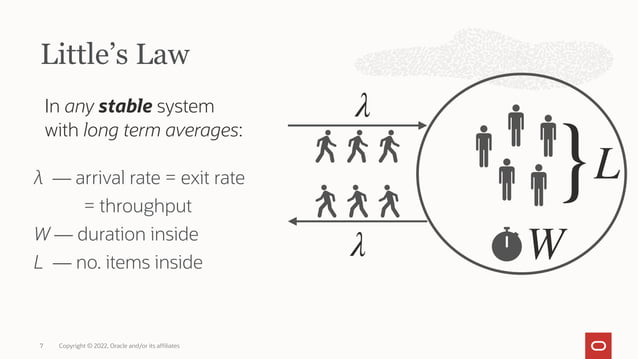 Little’s Law
In any stable system
with long term averages:
λ — arrival rate = exit rate
= throughput
W — duration inside
L — no. items inside
λ
} L
W
λ
7 Copyright © 2022, Oracle and/or its affiliates